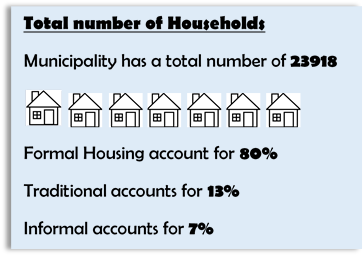 Total number of Households
Municipality has a total number of 23918
Formal Housing account for 80%
Traditional accounts for 13%
Informal accounts for 7%